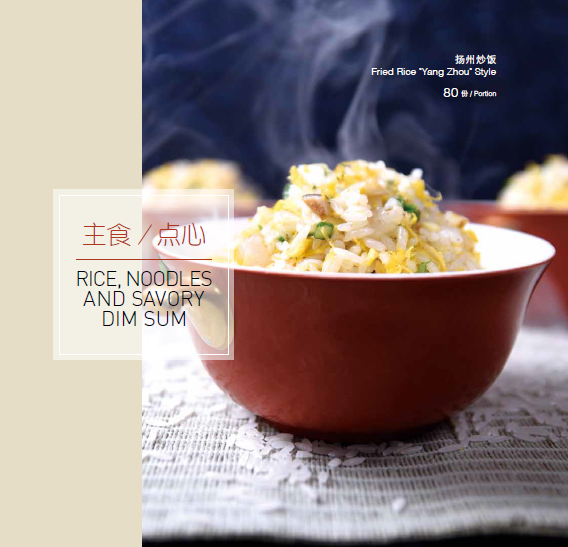 扬州炒饭
Fried Rice "Yang Zhou" Style
80 份 / Portion
主食 / 点心
RICE, NOODLES
AND SAVORY
DIM SUM